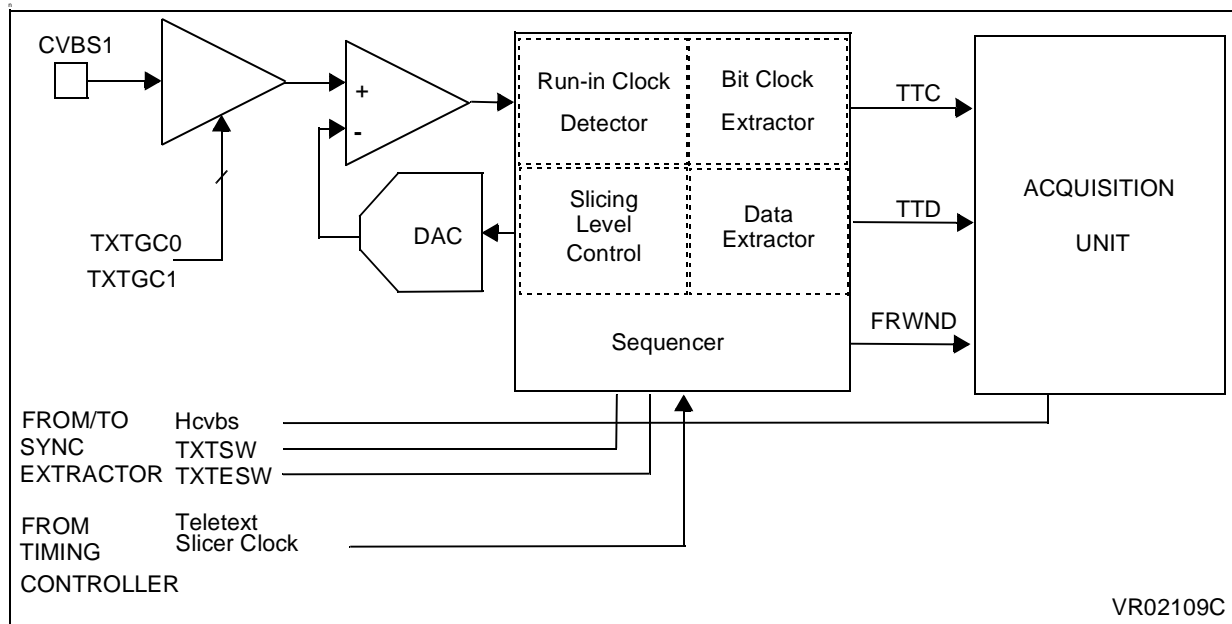 CVBS1
+
-
TXTGC0
TXTGC1
DAC
Run-in Clock
Detector
Bit Clock
Extractor
Slicing
Level
Control
Data
Extractor
Sequencer
TTC
TTD
FRWND
ACQUISITION
UNIT
FROM/TO
SYNC
EXTRACTOR
Hcvbs
TXTSW
TXTESW
FROM
TIMING
CONTROLLER
Teletext
Slicer Clock
VR02109C